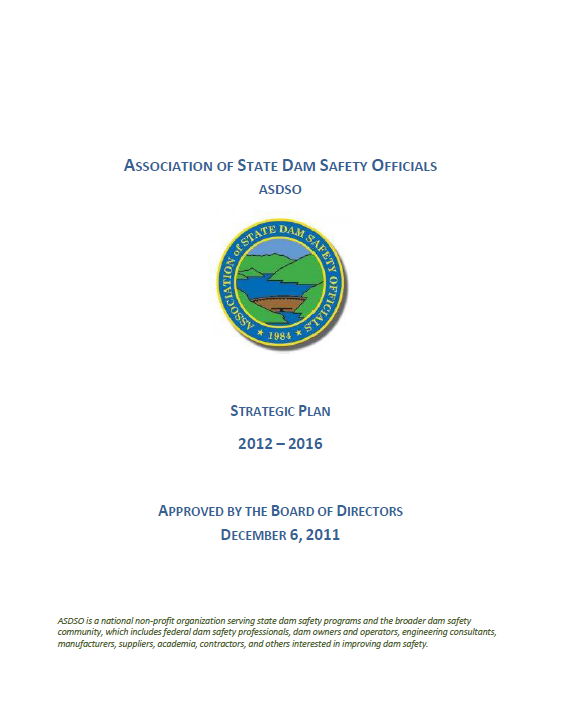 ASSOCIATION OF STATE DAM SAFETY OFFICIALS
ASDSO
ASSOCIATION of STATE DAM SAFETY OFFICIALS
★ 1984 ★
STRATEGIC PLAN
2012 – 2016
APPROVED BY THE BOARD OF DIRECTORS
DECEMBER 6, 2011
ASDSO is a national non-profit organization serving state dam safety programs and the broader dam safety
community, which includes federal dam safety professionals, dam owners and operators, engineering consultants,
manufacturers, suppliers, academia, contractors, and others interested in improving dam safety.